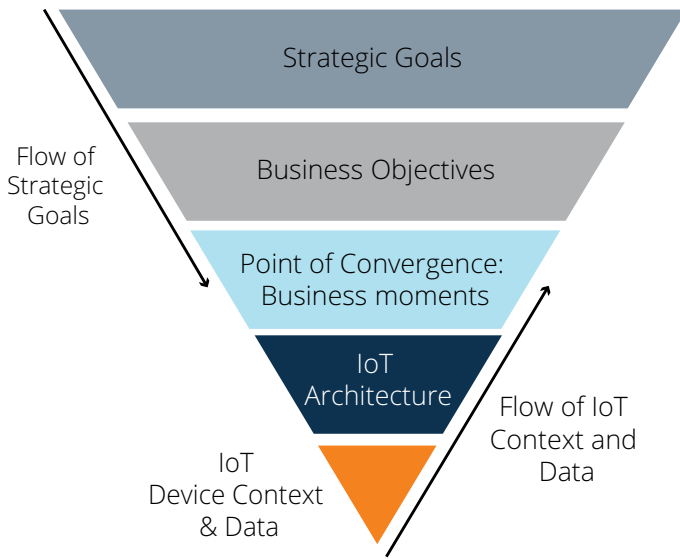 Strategic Goals
Business Objectives
Flow of
Strategic
Goals
Point of Convergence:
Business moments
IoT
Architecture
Flow of IoT
Context and
Data
IoT
Device Context
& Data